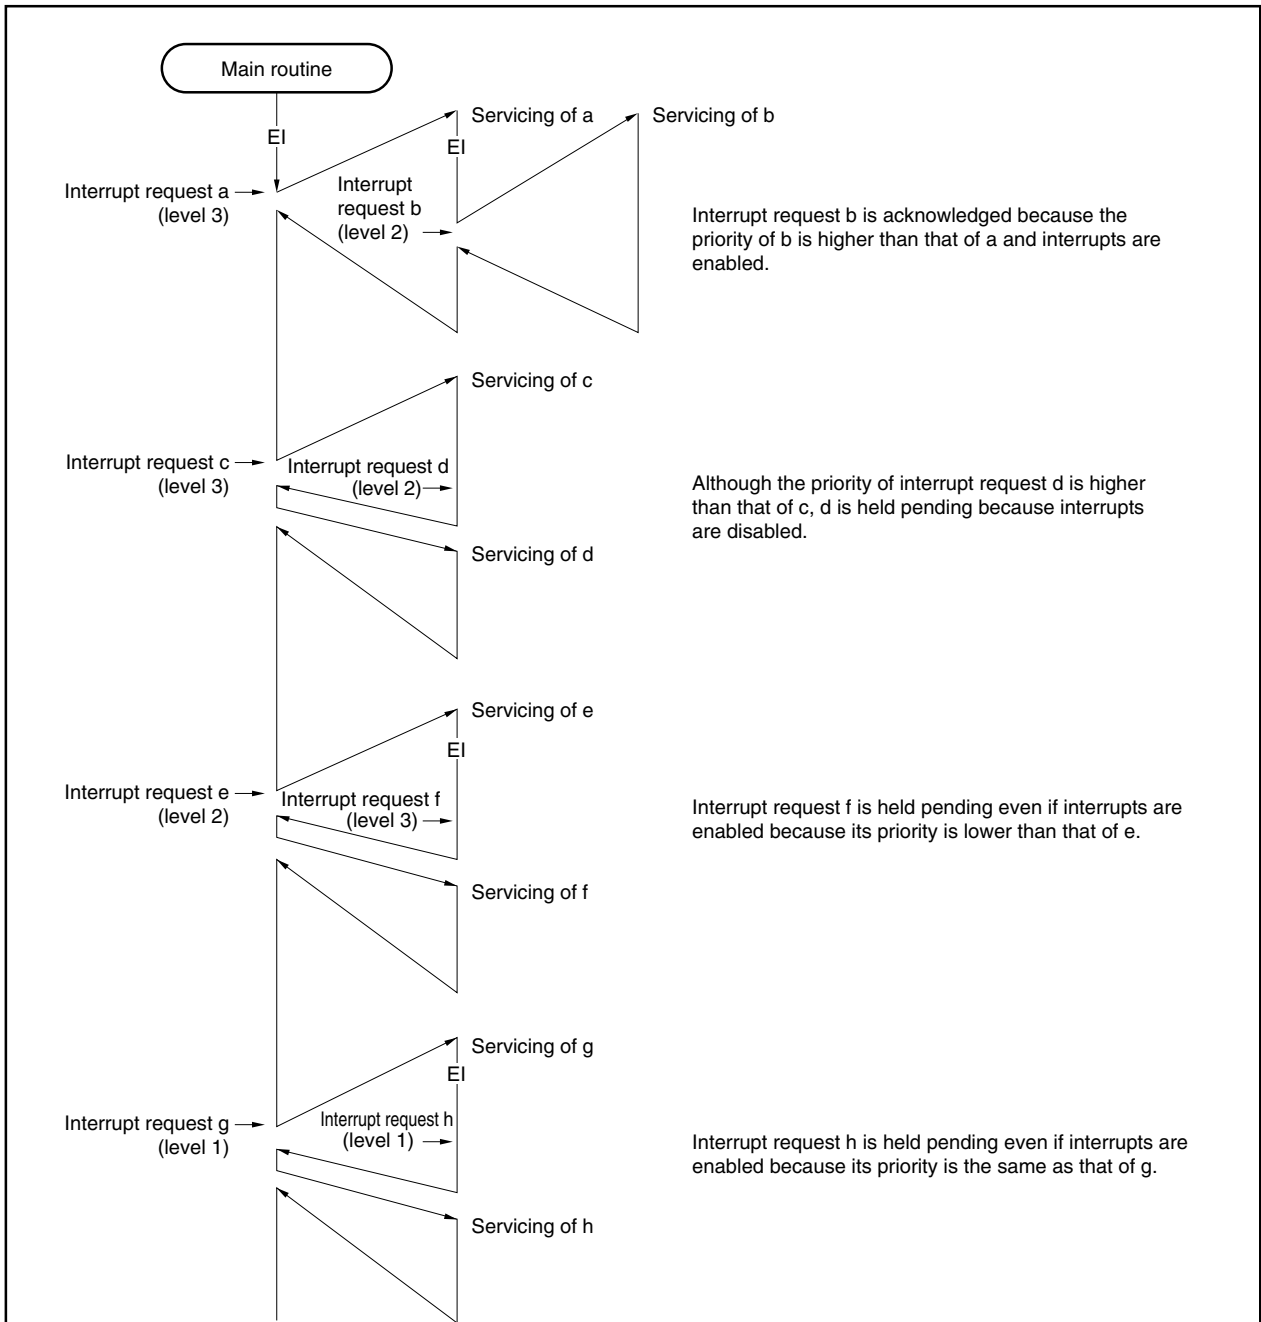 Main routine
EI
Servicing of a
Servicing of b
EI
Interrupt request a
(level 3)
Interrupt
request b
(level 2)
Interrupt request b is acknowledged because the
priority of b is higher than that of a and interrupts are
enabled.
Servicing of c
Interrupt request c
(level 3)
Interrupt request d
(level 2)
Although the priority of interrupt request d is higher
than that of c, d is held pending because interrupts
are disabled.
Servicing of d
Servicing of e
EI
Interrupt request e
(level 2)
Interrupt request f
(level 3)
Interrupt request f is held pending even if interrupts are
enabled because its priority is lower than that of e.
Servicing of f
Servicing of g
EI
Interrupt request g
(level 1)
Interrupt request h
(level 1)
Interrupt request h is held pending even if interrupts are
enabled because its priority is the same as that of g.
Servicing of h